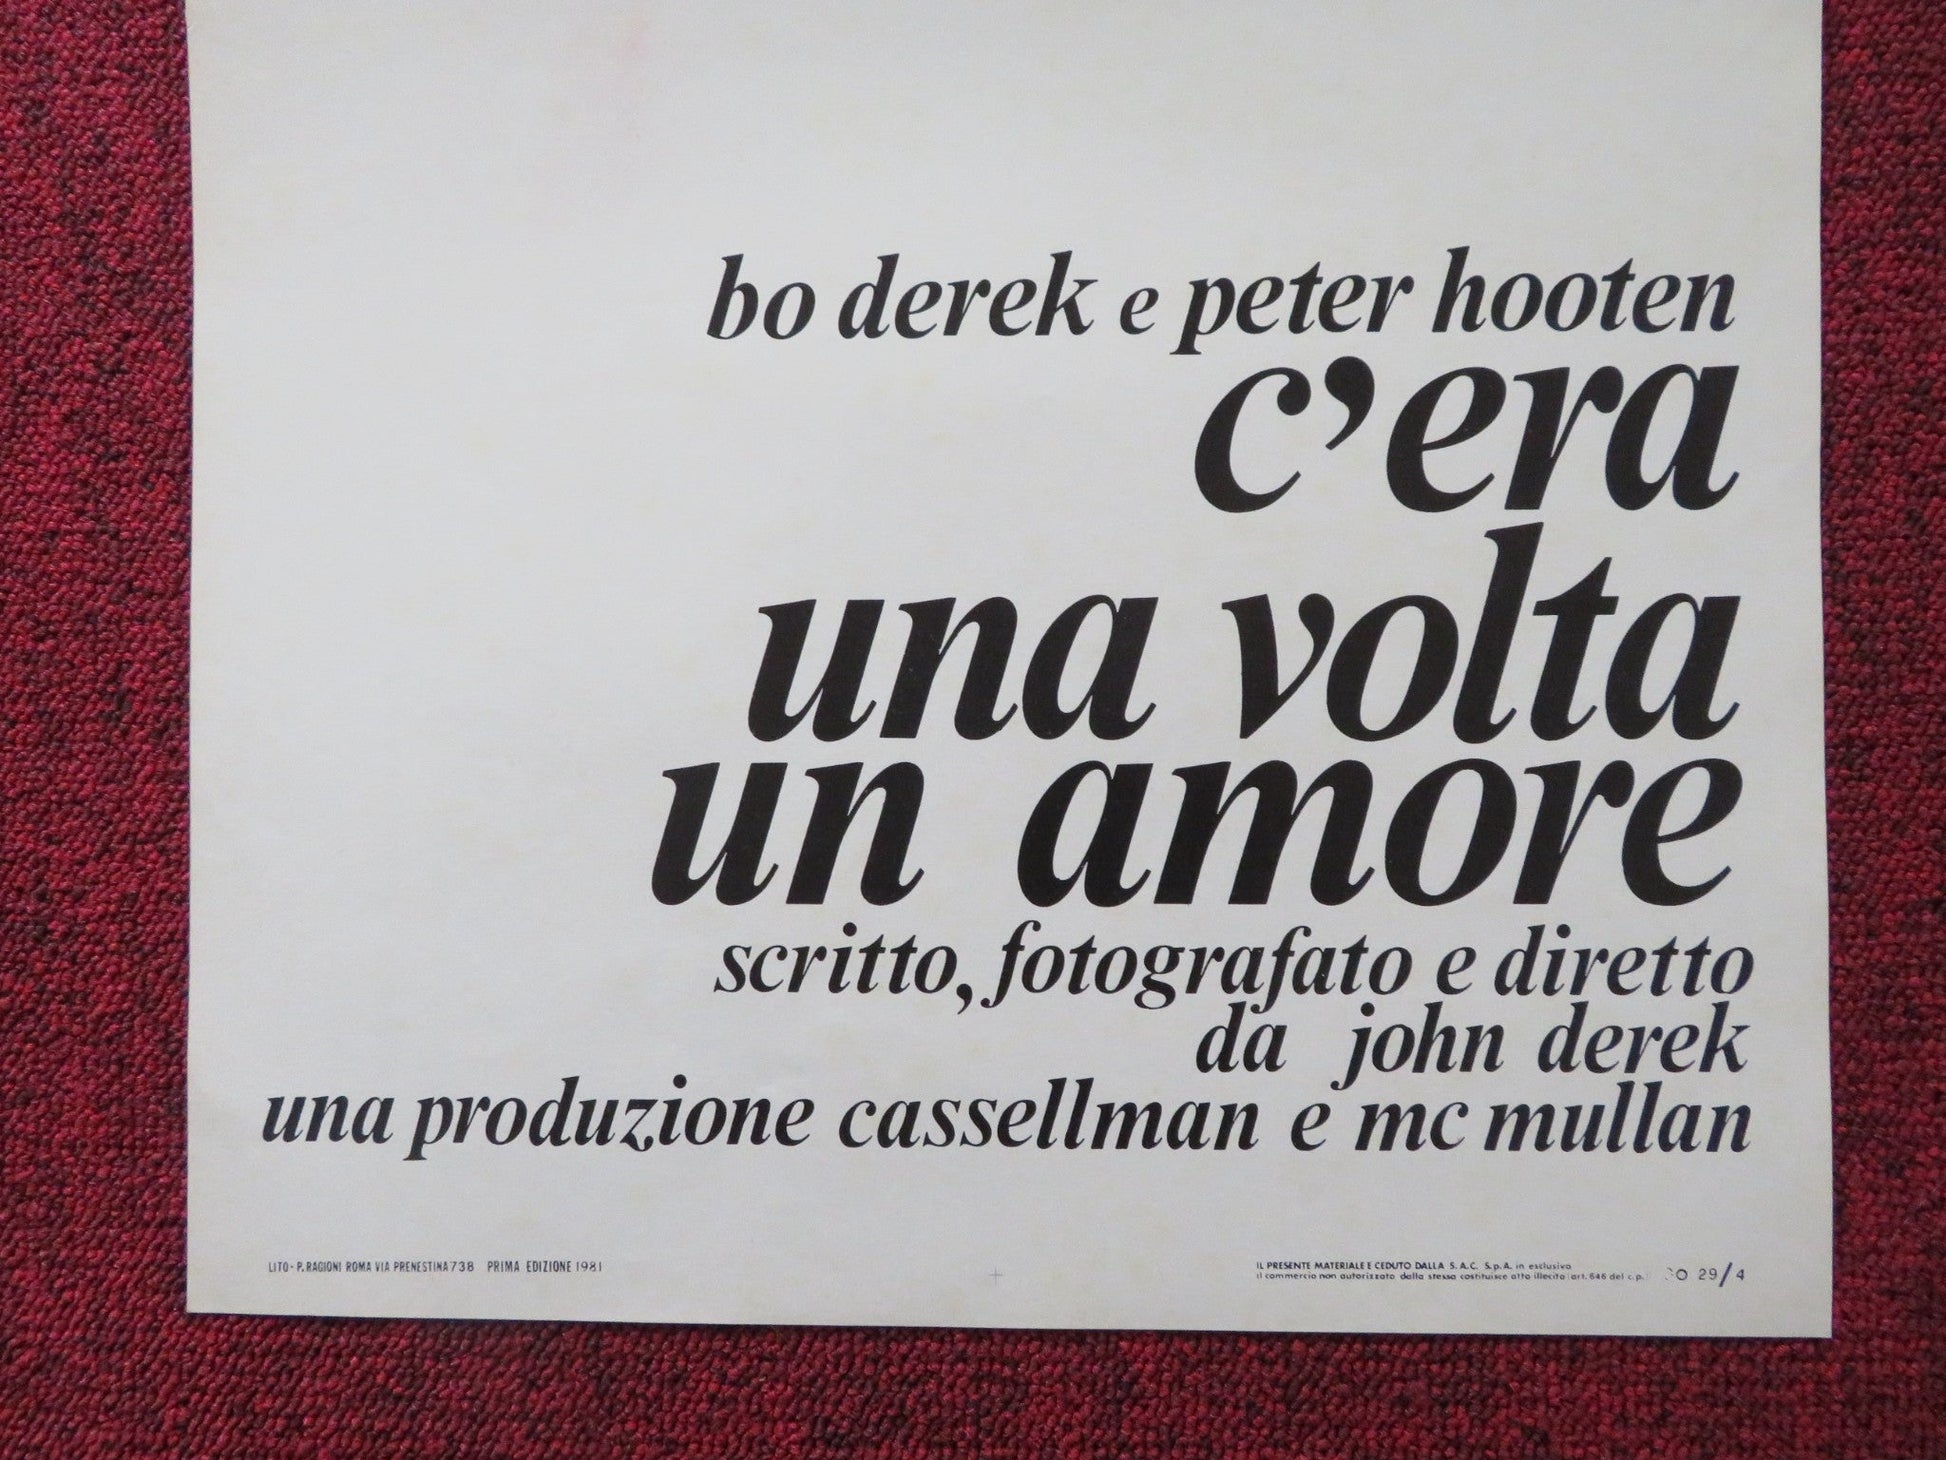 bo derek e peter hooten
c'era
una volta
un amore
scritto, fotografato e diretto
da john derek
una produzione cassellman e mc mullan
LITO - P. RAGIONI ROMA VIA PRENESTINA 738 PRIMA EDIZIONE 1981
IL PRESENTE MATERIALE E CEDUTO DALLA S.A.C. S.p.A. in esclusiva
il commercio non autorizzato dalla stessa costituisce atto illecito (art. 646 del c.p.
29/4